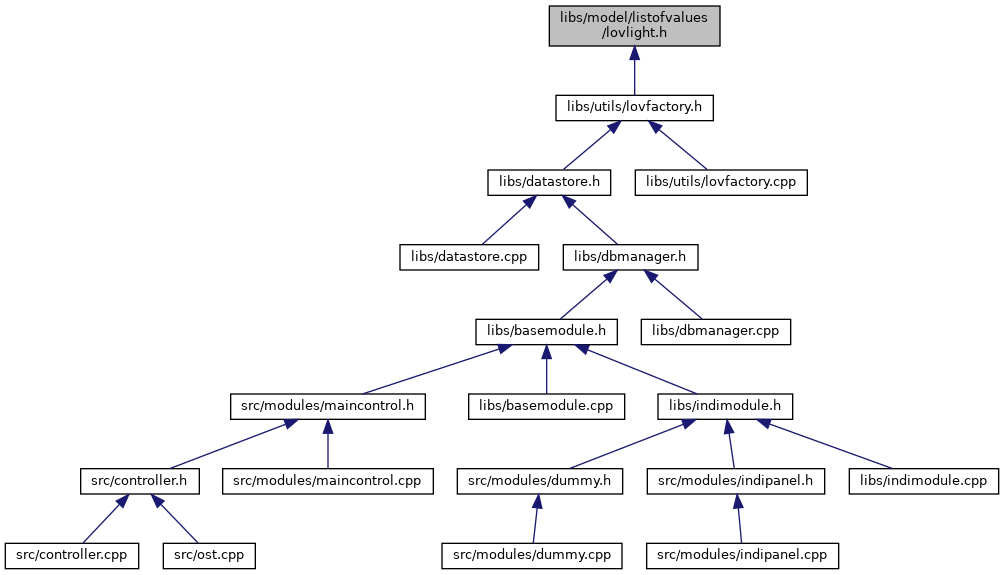 libs/model/listofvalues
/lovlight.h
libs/utils/lovfactory.h
libs/datastore.h
libs/utils/lovfactory.cpp
libs/datastore.cpp
libs/dbmanager.h
libs/basemodule.h
libs/dbmanager.cpp
src/modules/maincontrol.h
libs/basemodule.cpp
libs/indimodule.h
src/controller.h
src/modules/maincontrol.cpp
src/modules/dummy.h
src/modules/indipanel.h
libs/indimodule.cpp
src/controller.cpp
src/ost.cpp
src/modules/dummy.cpp
src/modules/indipanel.cpp